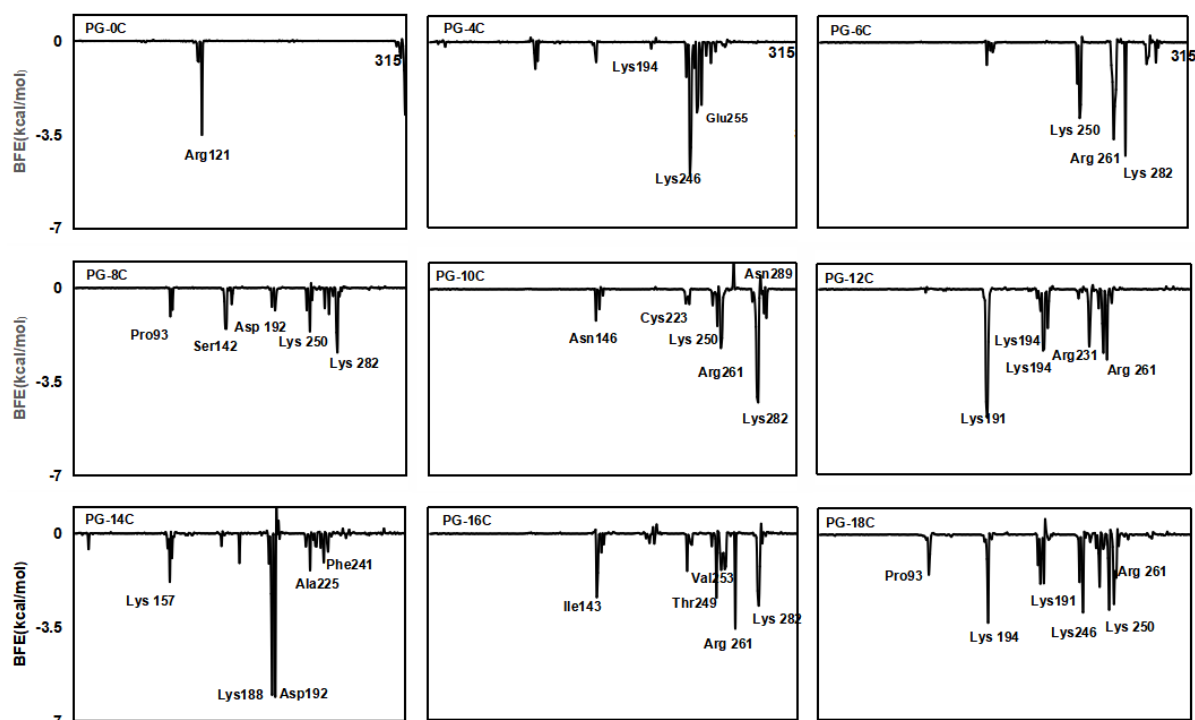 PG-0C
PG-4C
PG-6C
0
315
315
315
Lys194
Glu255
BFE(kcal/mol)
-3.5
Arg121
Lys246
Lys 250
Arg 261
Lys 282
-7
PG-8C
PG-10C
Asn289
PG-12C
0
Pro93
Ser142
Asp 192
Lys 250
Lys 282
Asn146
Cys223
Lys 250
Arg261
Lys282
Lys194
Lys194
Arg231
Arg 261
Lys191
BFE(kcal/mol)
-3.5
-7
PG-14C
PG-16C
PG-18C
0
Lys 157
Ala225
Phe241
Ile143
Val253
Thr249
Arg 261
Lys 282
Pro93
Lys191
Arg 261
Lys 194
Lys246
Lys 250
BFE(kcal/mol)
-3.5
Lys188
Asp192
-7